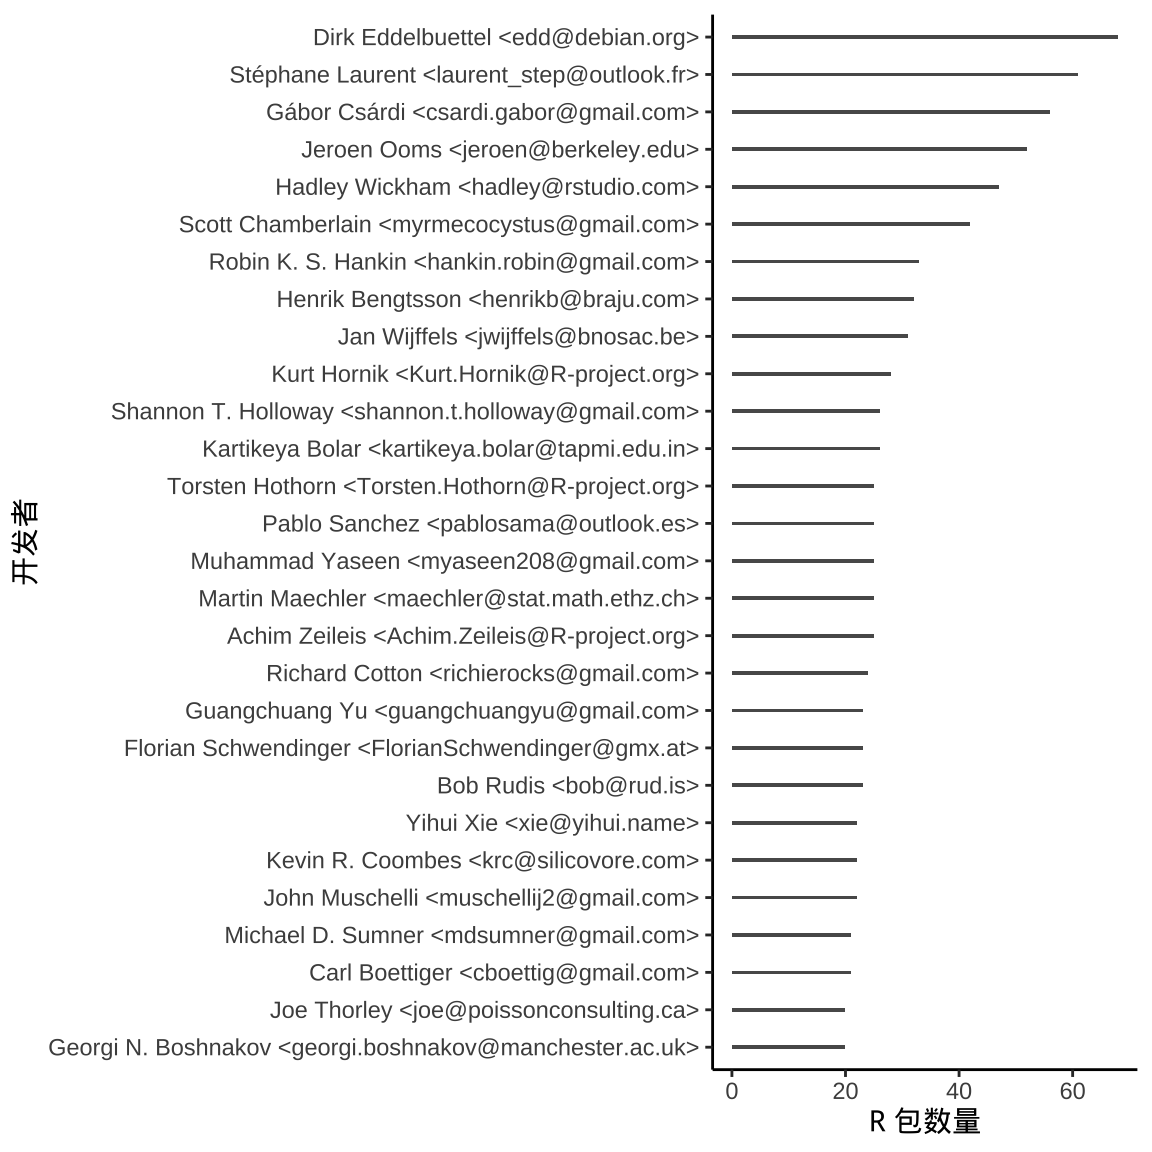 Dirk Eddelbuettel <edd@debian.org>
Stéphane Laurent <laurent_step@outlook.fr>
Gábor Csárdi <csardi.gabor@gmail.com>
Jeroen Ooms <jeroen@berkeley.edu>
Hadley Wickham <hadley@rstudio.com>
Scott Chamberlain <myrmecocystus@gmail.com>
Robin K. S. Hankin <hankin.robin@gmail.com>
Henrik Bengtsson <henrikb@braju.com>
Jan Wijffels <jwijffels@bnosac.be>
Kurt Hornik <Kurt.Hornik@R-project.org>
Shannon T. Holloway <shannon.t.holloway@gmail.com>
Kartikeya Bolar <kartikeya.bolar@tapmi.edu.in>
Torsten Hothorn <Torsten.Hothorn@R-project.org>
Pablo Sanchez <pablosama@outlook.es>
Muhammad Yaseen <myaseen208@gmail.com>
Martin Maechler <maechler@stat.math.ethz.ch>
Achim Zeileis <Achim.Zeileis@R-project.org>
Richard Cotton <richierocks@gmail.com>
Guangchuang Yu <guangchuangyu@gmail.com>
Florian Schwendinger <FlorianSchwendinger@gmx.at>
Bob Rudis <bob@rud.is>
Yihui Xie <xie@yihui.name>
Kevin R. Coombes <krc@silicovore.com>
John Muschelli <muschellij2@gmail.com>
Michael D. Sumner <mdsumner@gmail.com>
Carl Boettiger <cboettig@gmail.com>
Joe Thorley <joe@poissonconsulting.ca>
Georgi N. Boshnakov <georgi.boshnakov@manchester.ac.uk>
开发者
0 20 40 60
R 包数量